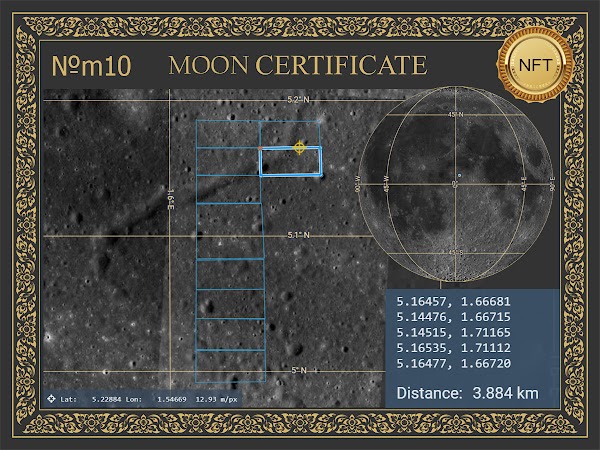 №m10 MOON CERTIFICATE
NFT
5.2° N
45° N
1.6° E
90° W
45° W
0°
45° E
90° E
5.1° N
45° S
5.16457, 1.66681
5.14476, 1.66715
5.14515, 1.71165
5.16535, 1.71112
5.16477, 1.66720
5° N
Distance: 3.884 km
Lat: 5.22884 Lon: 1.54669 12.93 m/px